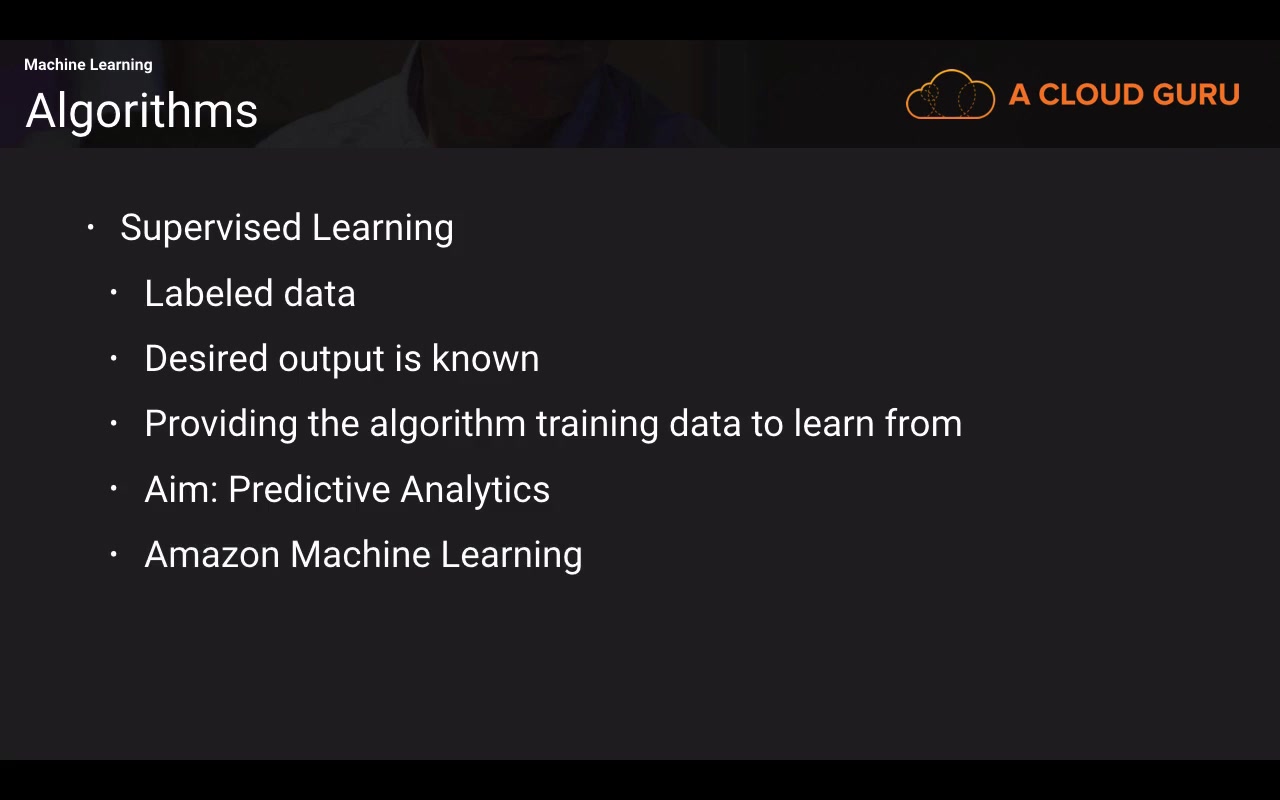 Machine Learning
Algorithms
A CLOUD GURU
• Supervised Learning
• Labeled data
• Desired output is known
• Providing the algorithm training data to learn from
• Aim: Predictive Analytics
• Amazon Machine Learning